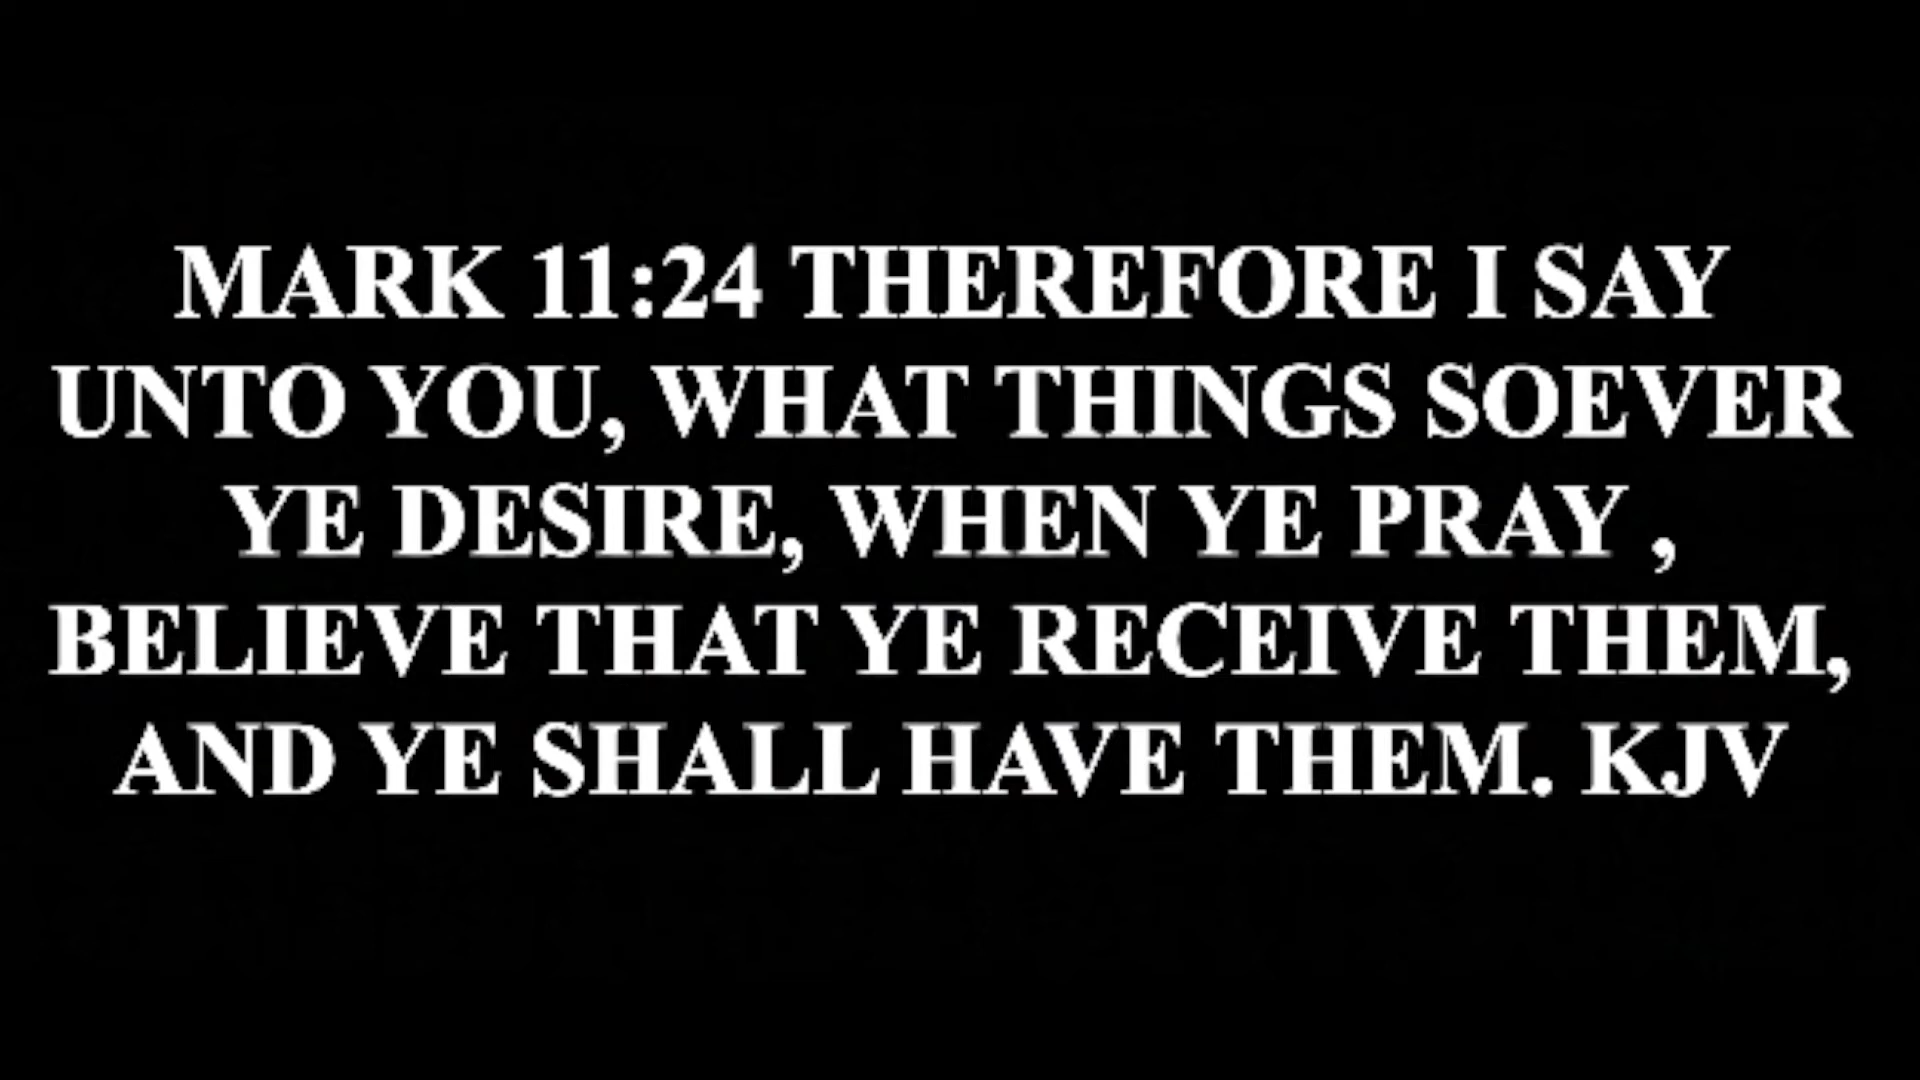 MARK 11:24 THEREFORE I SAY
UNTO YOU, WHAT THINGS SOEVER
YE DESIRE, WHEN YE PRAY ,
BELIEVE THAT YE RECEIVE THEM,
AND YE SHALL HAVE THEM. KJV